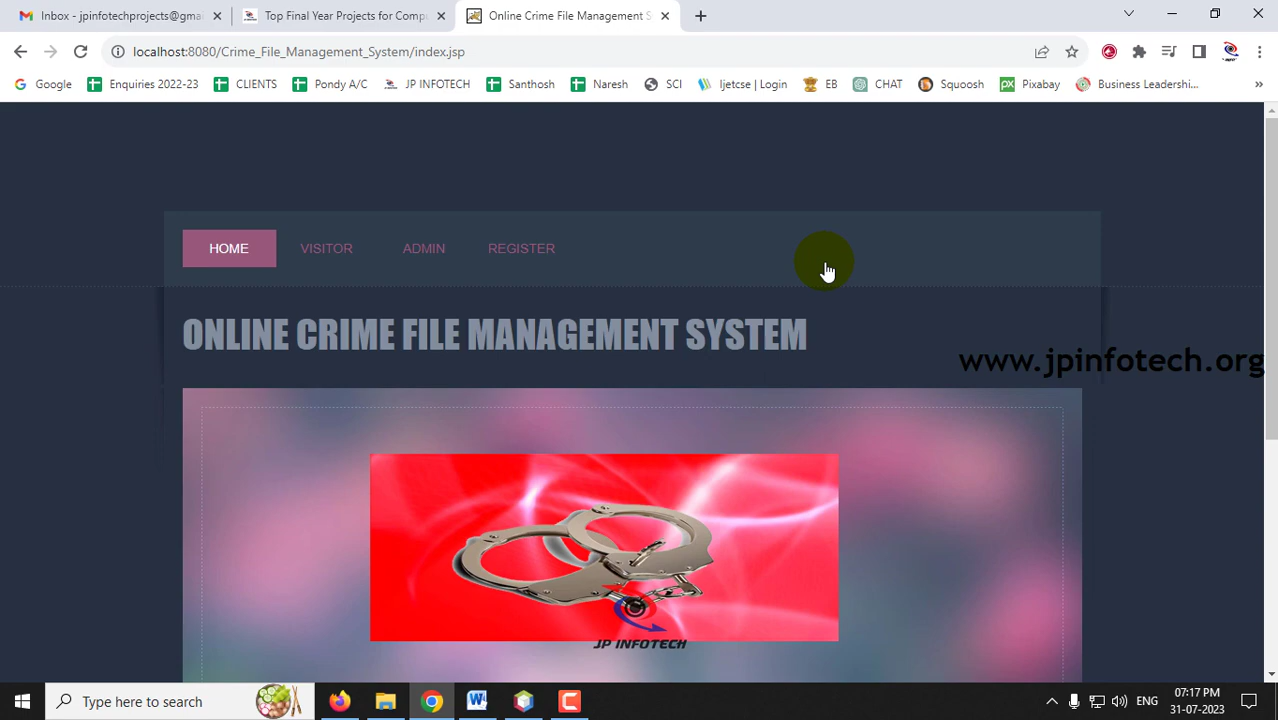 Inbox - jpinfotechprojects@gmai
Top Final Year Projects for Comp
Online Crime File Management S
localhost:8080/Crime_File_Management_System/index.jsp
Google
Enquiries 2022-23
CLIENTS
Pondy A/C
JP INFOTECH
Santhosh
Naresh
SCI
Ijetcse | Login
EB
CHAT
Squoosh
Pixabay
Business Leadershi...
»
HOME
VISITOR
ADMIN
REGISTER
ONLINE CRIME FILE MANAGEMENT SYSTEM
www.jpinfotech.org
JP INFOTECH
Type here to search
ENG
07:17 PM
31-07-2023